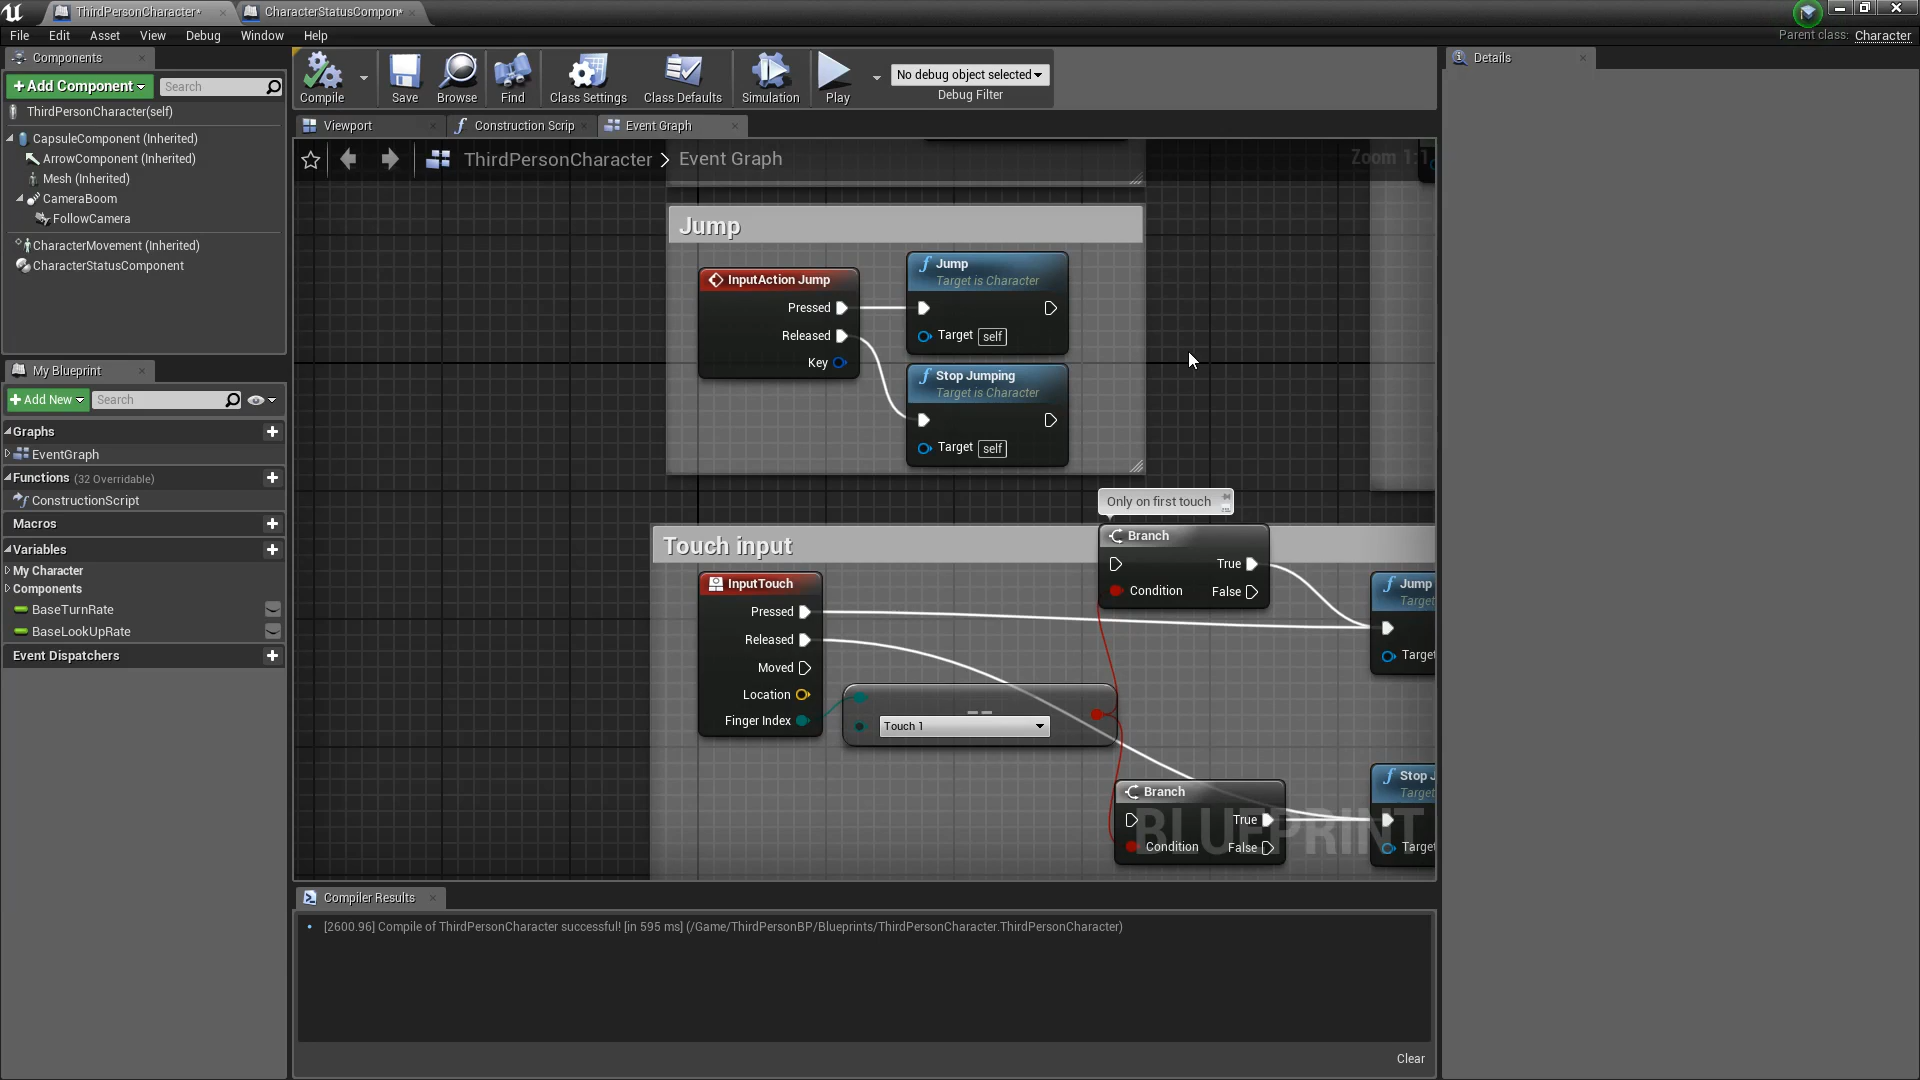 ThirdPersonCharacter*
CharacterStatusCompon*
File Edit Asset View Debug Window Help
Parent class: Character
Components
+Add Component
Search
ThirdPersonCharacter(self)
CapsuleComponent (Inherited)
ArrowComponent (Inherited)
Mesh (Inherited)
CameraBoom
FollowCamera
CharacterMovement (Inherited)
CharacterStatusComponent
My Blueprint
+Add New
Search
Graphs
EventGraph
Functions (32 Overridable)
ConstructionScript
Macros
Variables
My Character
Components
BaseTurnRate
BaseLookUpRate
Event Dispatchers
Compile
Save
Browse
Find
Class Settings
Class Defaults
Simulation
Play
No debug object selected
Debug Filter
Viewport
Construction Scrip
Event Graph
ThirdPersonCharacter > Event Graph
Zoom 1:1
Jump
InputAction Jump
Pressed
Released
Key
Jump
Target is Character
Target self
Stop Jumping
Target is Character
Target self
Only on first touch
Touch input
InputTouch
Pressed
Released
Moved
Location
Finger Index
==
Touch 1
Branch
True
Condition
False
Branch
True
Condition
False
Jump
Target
Target
Stop J
Target
Target
BLUEPRINT
Compiler Results
[2600.96] Compile of ThirdPersonCharacter successful! [in 595 ms] (/Game/ThirdPersonBP/Blueprints/ThirdPersonCharacter.ThirdPersonCharacter)
Clear
Details